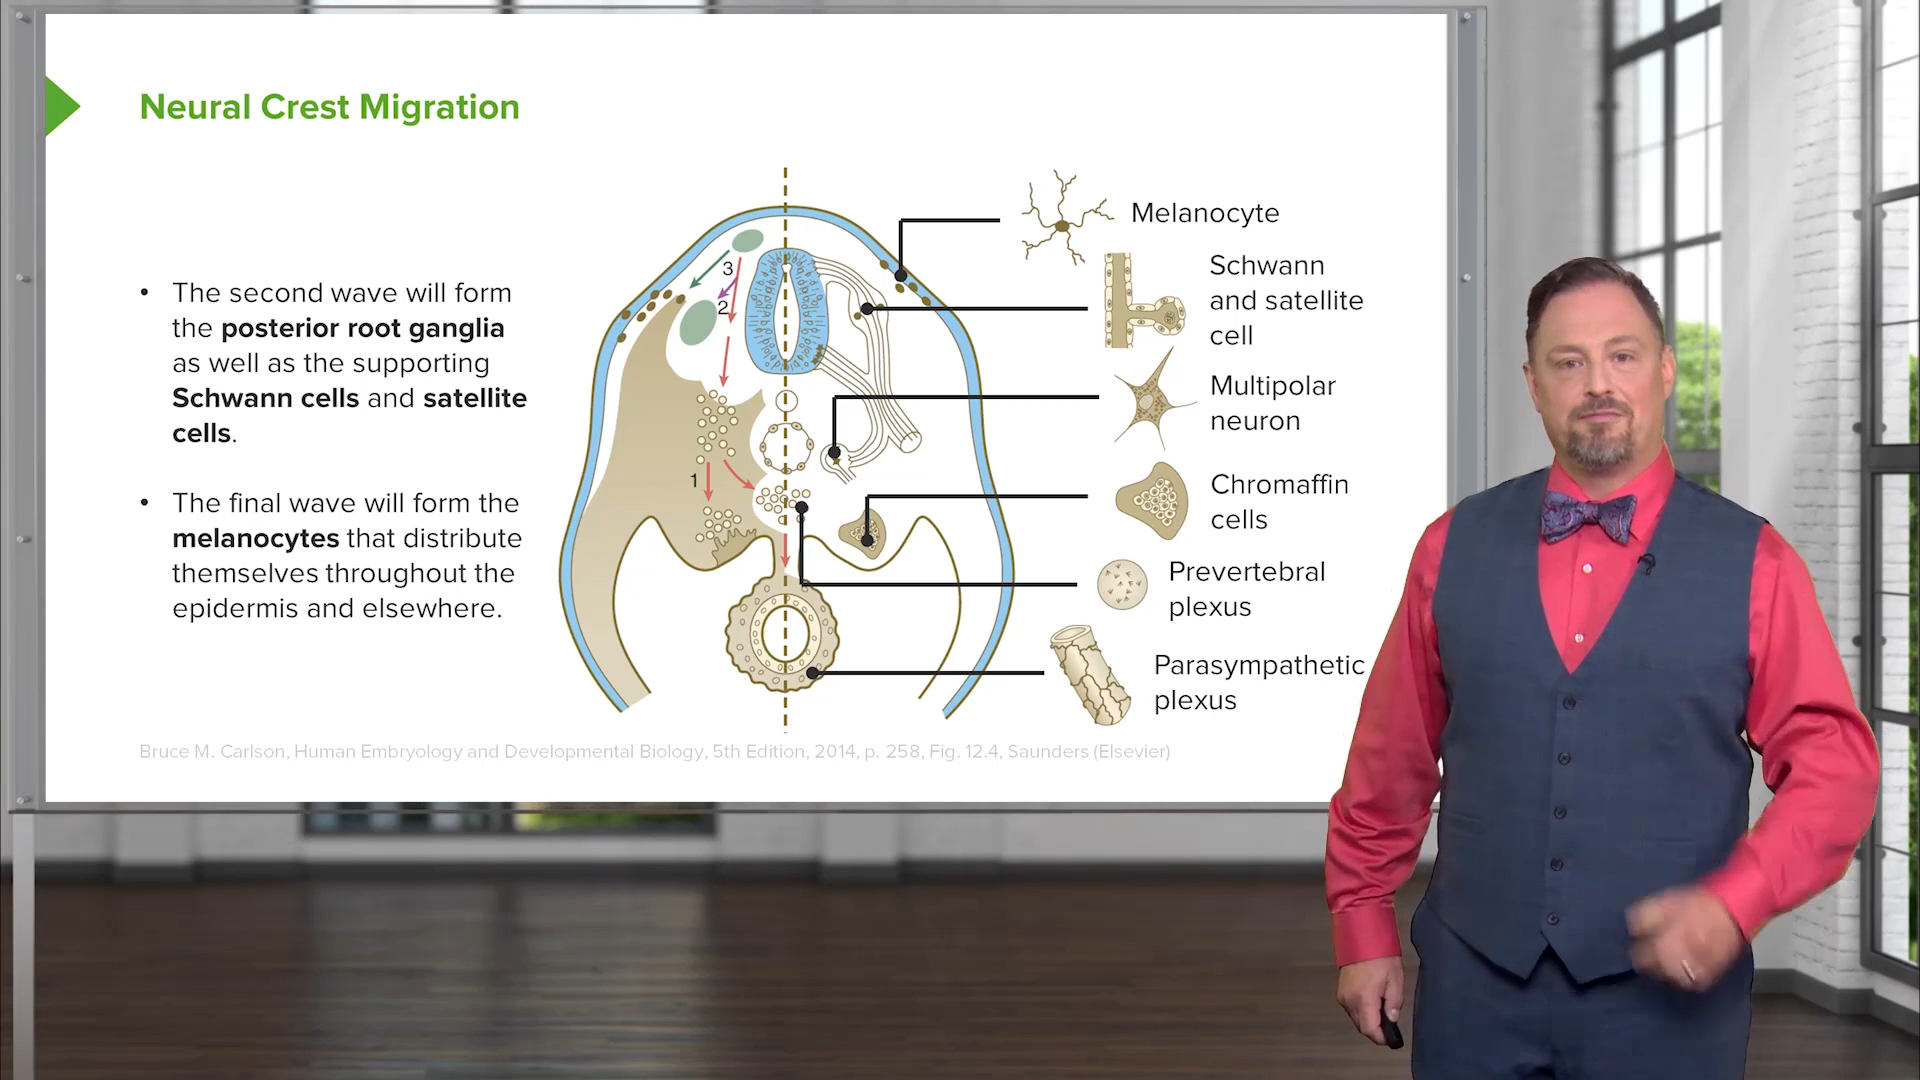 Neural Crest Migration
• The second wave will form
the posterior root ganglia
as well as the supporting
Schwann cells and satellite
cells.
• The final wave will form the
melanocytes that distribute
themselves throughout the
epidermis and elsewhere.
3
2
1
Melanocyte
Schwann
and satellite
cell
Multipolar
neuron
Chromaffin
cells
Prevertebral
plexus
Parasympathetic
plexus
Bruce M. Carlson, Human Embryology and Developmental Biology, 5th Edition, 2014, p. 258, Fig. 12.4, Saunders (Elsevier)